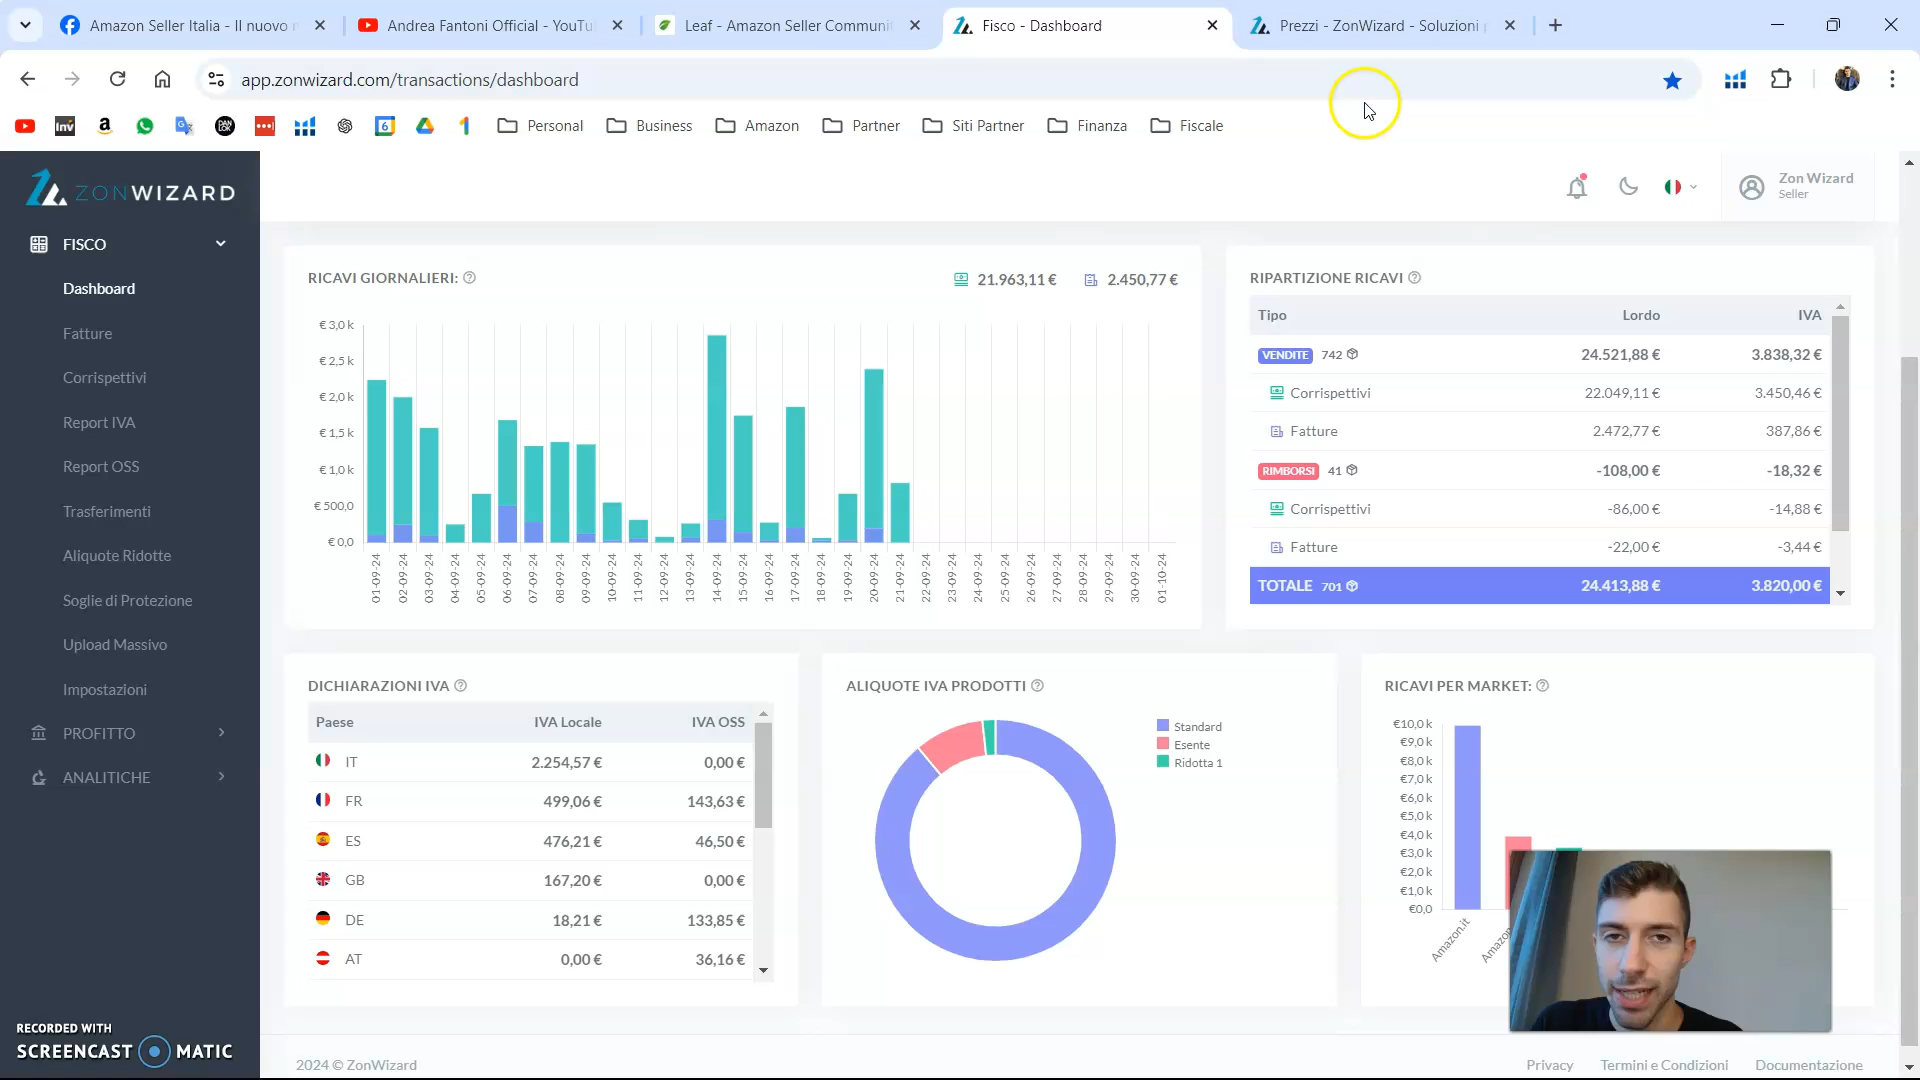 Amazon Seller Italia - Il nuovo
Andrea Fantoni Official - YouTu
Leaf - Amazon Seller Communi
Fisco - Dashboard
Prezzi - ZonWizard - Soluzioni
app.zonwizard.com/transactions/dashboard
Inv
Personal
Business
Amazon
Partner
Siti Partner
Finanza
Fiscale
ZONWIZARD
Zon Wizard
Seller
FISCO
Dashboard
Fatture
Corrispettivi
Report IVA
Report OSS
Trasferimenti
Aliquote Ridotte
Soglie di Protezione
Upload Massivo
Impostazioni
PROFITTO
ANALITICHE
RECORDED WITH
SCREENCAST MATIC
RICAVI GIORNALIERI:
21.963,11 €
2.450,77 €
€ 3,0 k
€ 2,5 k
€ 2,0 k
€ 1,5 k
€ 1,0 k
€ 500,0
€ 0,0
01-09-24
02-09-24
03-09-24
04-09-24
05-09-24
06-09-24
07-09-24
08-09-24
09-09-24
10-09-24
11-09-24
12-09-24
13-09-24
14-09-24
15-09-24
16-09-24
17-09-24
18-09-24
19-09-24
20-09-24
21-09-24
22-09-24
23-09-24
24-09-24
25-09-24
26-09-24
27-09-24
28-09-24
29-09-24
30-09-24
01-10-24
RIPARTIZIONE RICAVI
Tipo Lordo IVA
VENDITE 742 24.521,88 € 3.838,32 €
Corrispettivi 22.049,11 € 3.450,46 €
Fatture 2.472,77 € 387,86 €
RIMBORSI 41 -108,00 € -18,32 €
Corrispettivi -86,00 € -14,88 €
Fatture -22,00 € -3,44 €
TOTALE 701 24.413,88 € 3.820,00 €
DICHIARAZIONI IVA
Paese IVA Locale IVA OSS
IT 2.254,57 € 0,00 €
FR 499,06 € 143,63 €
ES 476,21 € 46,50 €
GB 167,20 € 0,00 €
DE 18,21 € 133,85 €
AT 0,00 € 36,16 €
ALIQUOTE IVA PRODOTTI
Standard
Esente
Ridotta 1
RICAVI PER MARKET:
€10,0 k
€9,0 k
€8,0 k
€7,0 k
€6,0 k
€5,0 k
€4,0 k
€3,0 k
€2,0 k
€1,0 k
€0,0
Amazon.it
Amazon
2024 © ZonWizard
Privacy
Termini e Condizioni
Documentazione